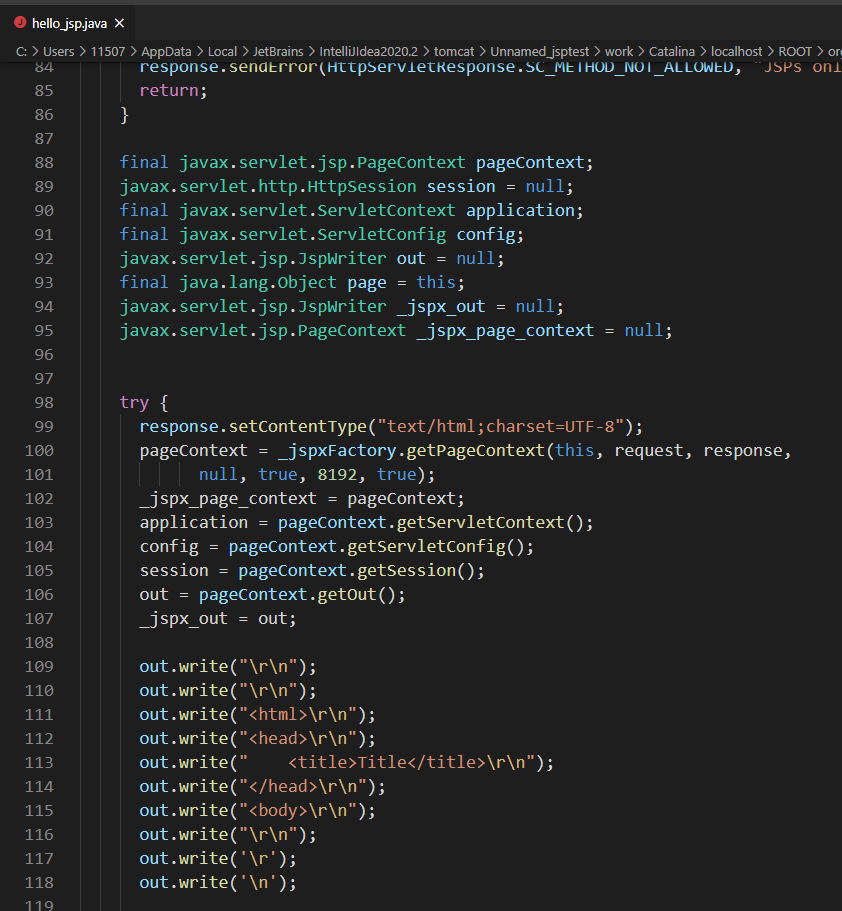 hello_jsp.java ×
C: > Users > 11507 > AppData > Local > JetBrains > IntelliJIdea2020.2 > tomcat > Unnamed_jsptest > work > Catalina > localhost > ROOT > org
84 response.sendError(HttpServletResponse.SC_METHOD_NOT_ALLOWED, "JSPs onl
85 return;
86 }
87
88 final javax.servlet.jsp.PageContext pageContext;
89 javax.servlet.http.HttpSession session = null;
90 final javax.servlet.ServletContext application;
91 final javax.servlet.ServletConfig config;
92 javax.servlet.jsp.JspWriter out = null;
93 final java.lang.Object page = this;
94 javax.servlet.jsp.JspWriter _jspx_out = null;
95 javax.servlet.jsp.PageContext _jspx_page_context = null;
96
97
98 try {
99 response.setContentType("text/html;charset=UTF-8");
100 pageContext = _jspxFactory.getPageContext(this, request, response,
101 null, true, 8192, true);
102 _jspx_page_context = pageContext;
103 application = pageContext.getServletContext();
104 config = pageContext.getServletConfig();
105 session = pageContext.getSession();
106 out = pageContext.getOut();
107 _jspx_out = out;
108
109 out.write("\r\n");
110 out.write("\r\n");
111 out.write("<html>\r\n");
112 out.write("<head>\r\n");
113 out.write("    <title>Title</title>\r\n");
114 out.write("</head>\r\n");
115 out.write("<body>\r\n");
116 out.write("\r\n");
117 out.write('\r');
118 out.write('\n');
119